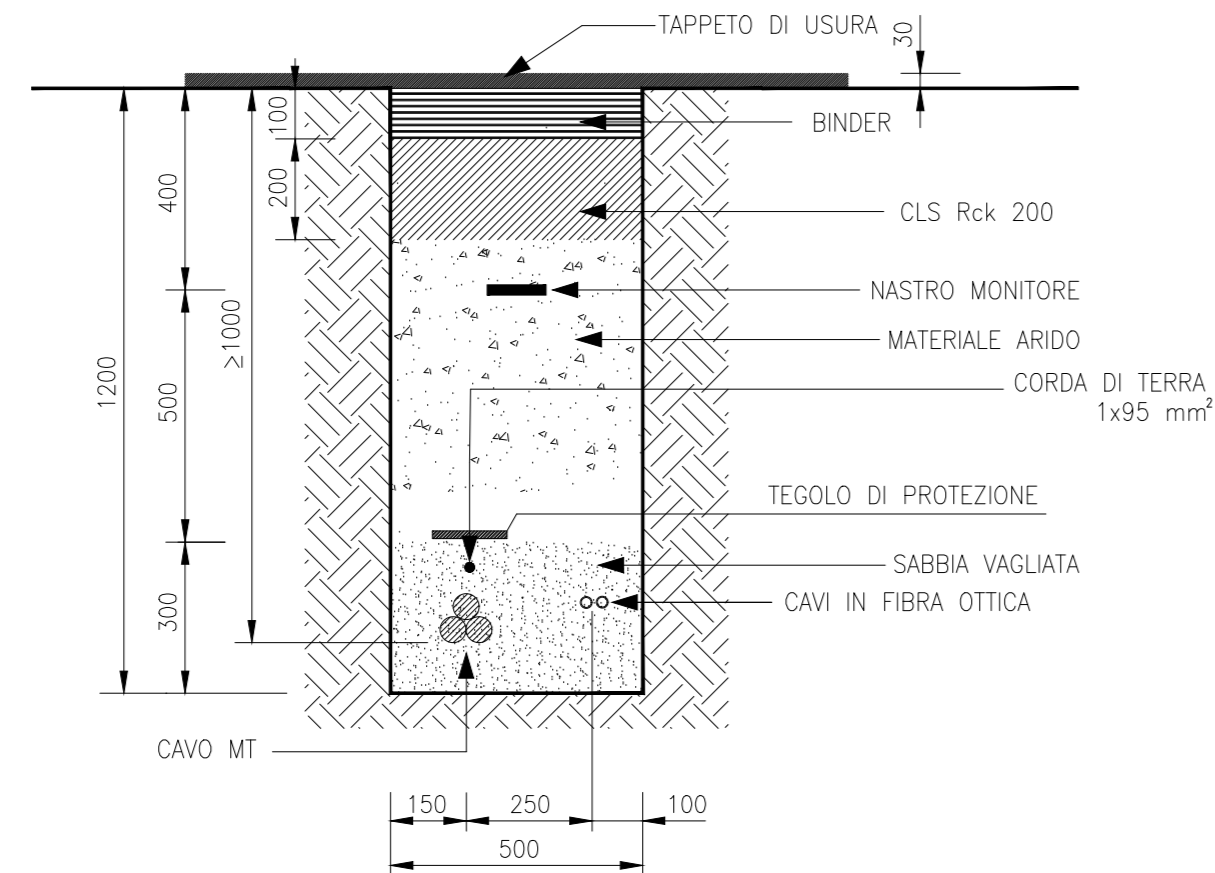 TAPPETO DI USURA
30
100
BINDER
200
400
CLS Rck 200
NASTRO MONITORE
≥1000
MATERIALE ARIDO
1200
500
CORDA DI TERRA
1x95 mm²
TEGOLO DI PROTEZIONE
SABBIA VAGLIATA
300
CAVI IN FIBRA OTTICA
CAVO MT
150
250
100
500